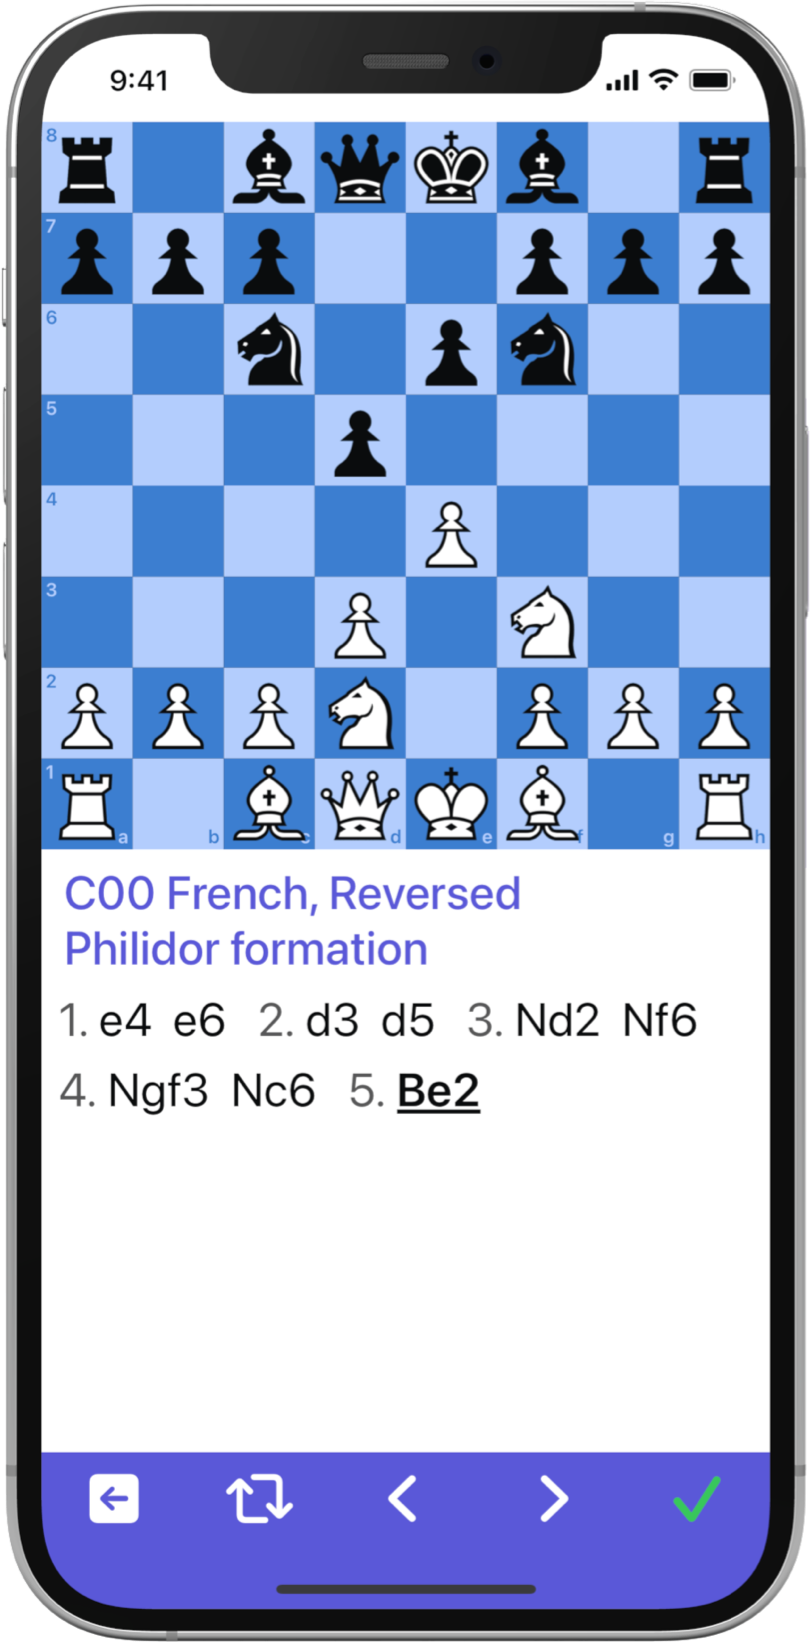 9:41
8
7
6
5
4
3
2
1
a b c d e f g h
C00 French, Reversed
Philidor formation
1. e4 e6 2. d3 d5 3. Nd2 Nf6
4. Ngf3 Nc6 5. Be2